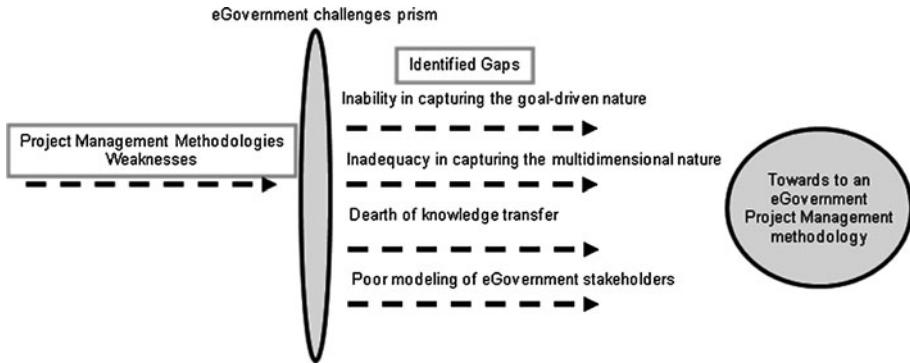 eGovernment challenges prism
Identified Gaps
Inability in capturing the goal-driven nature
Project Management Methodologies
Weaknesses
Inadequacy in capturing the multidimensional nature
Dearth of knowledge transfer
Poor modeling of eGovernment stakeholders
Towards to an
eGovernment
Project Management
methodology